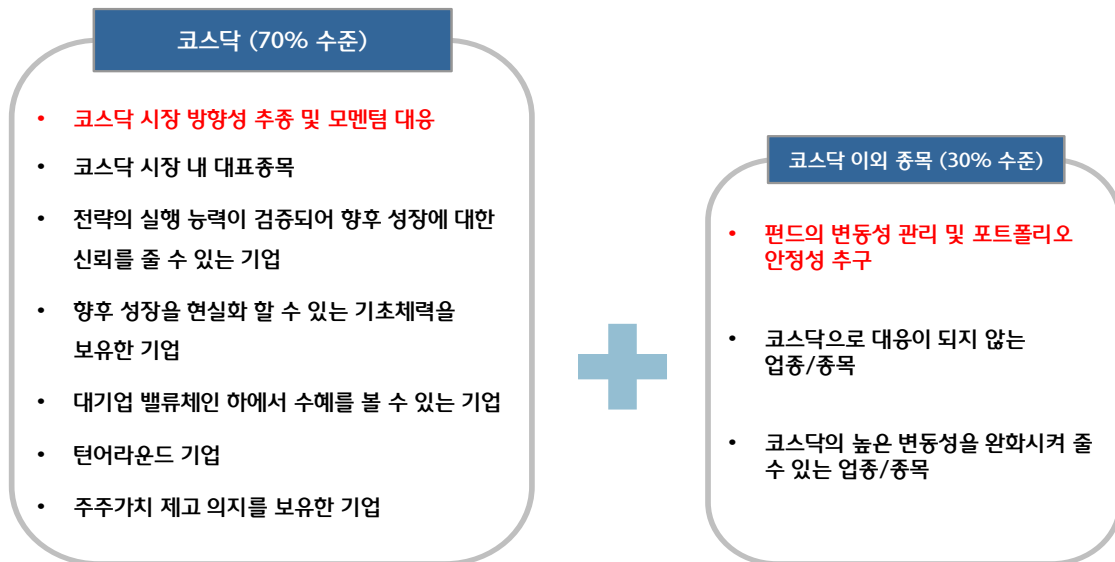 코스닥 (70% 수준)
• 코스닥 시장 방향성 추종 및 모멘텀 대응
• 코스닥 시장 내 대표종목
• 전략의 실행 능력이 검증되어 향후 성장에 대한
신뢰를 줄 수 있는 기업
• 향후 성장을 현실화 할 수 있는 기초체력을
보유한 기업
• 대기업 밸류체인 하에서 수혜를 볼 수 있는 기업
• 턴어라운드 기업
• 주주가치 제고 의지를 보유한 기업
코스닥 이외 종목 (30% 수준)
• 펀드의 변동성 관리 및 포트폴리오
안정성 추구
• 코스닥으로 대응이 되지 않는
업종/종목
• 코스닥의 높은 변동성을 완화시켜 줄
수 있는 업종/종목